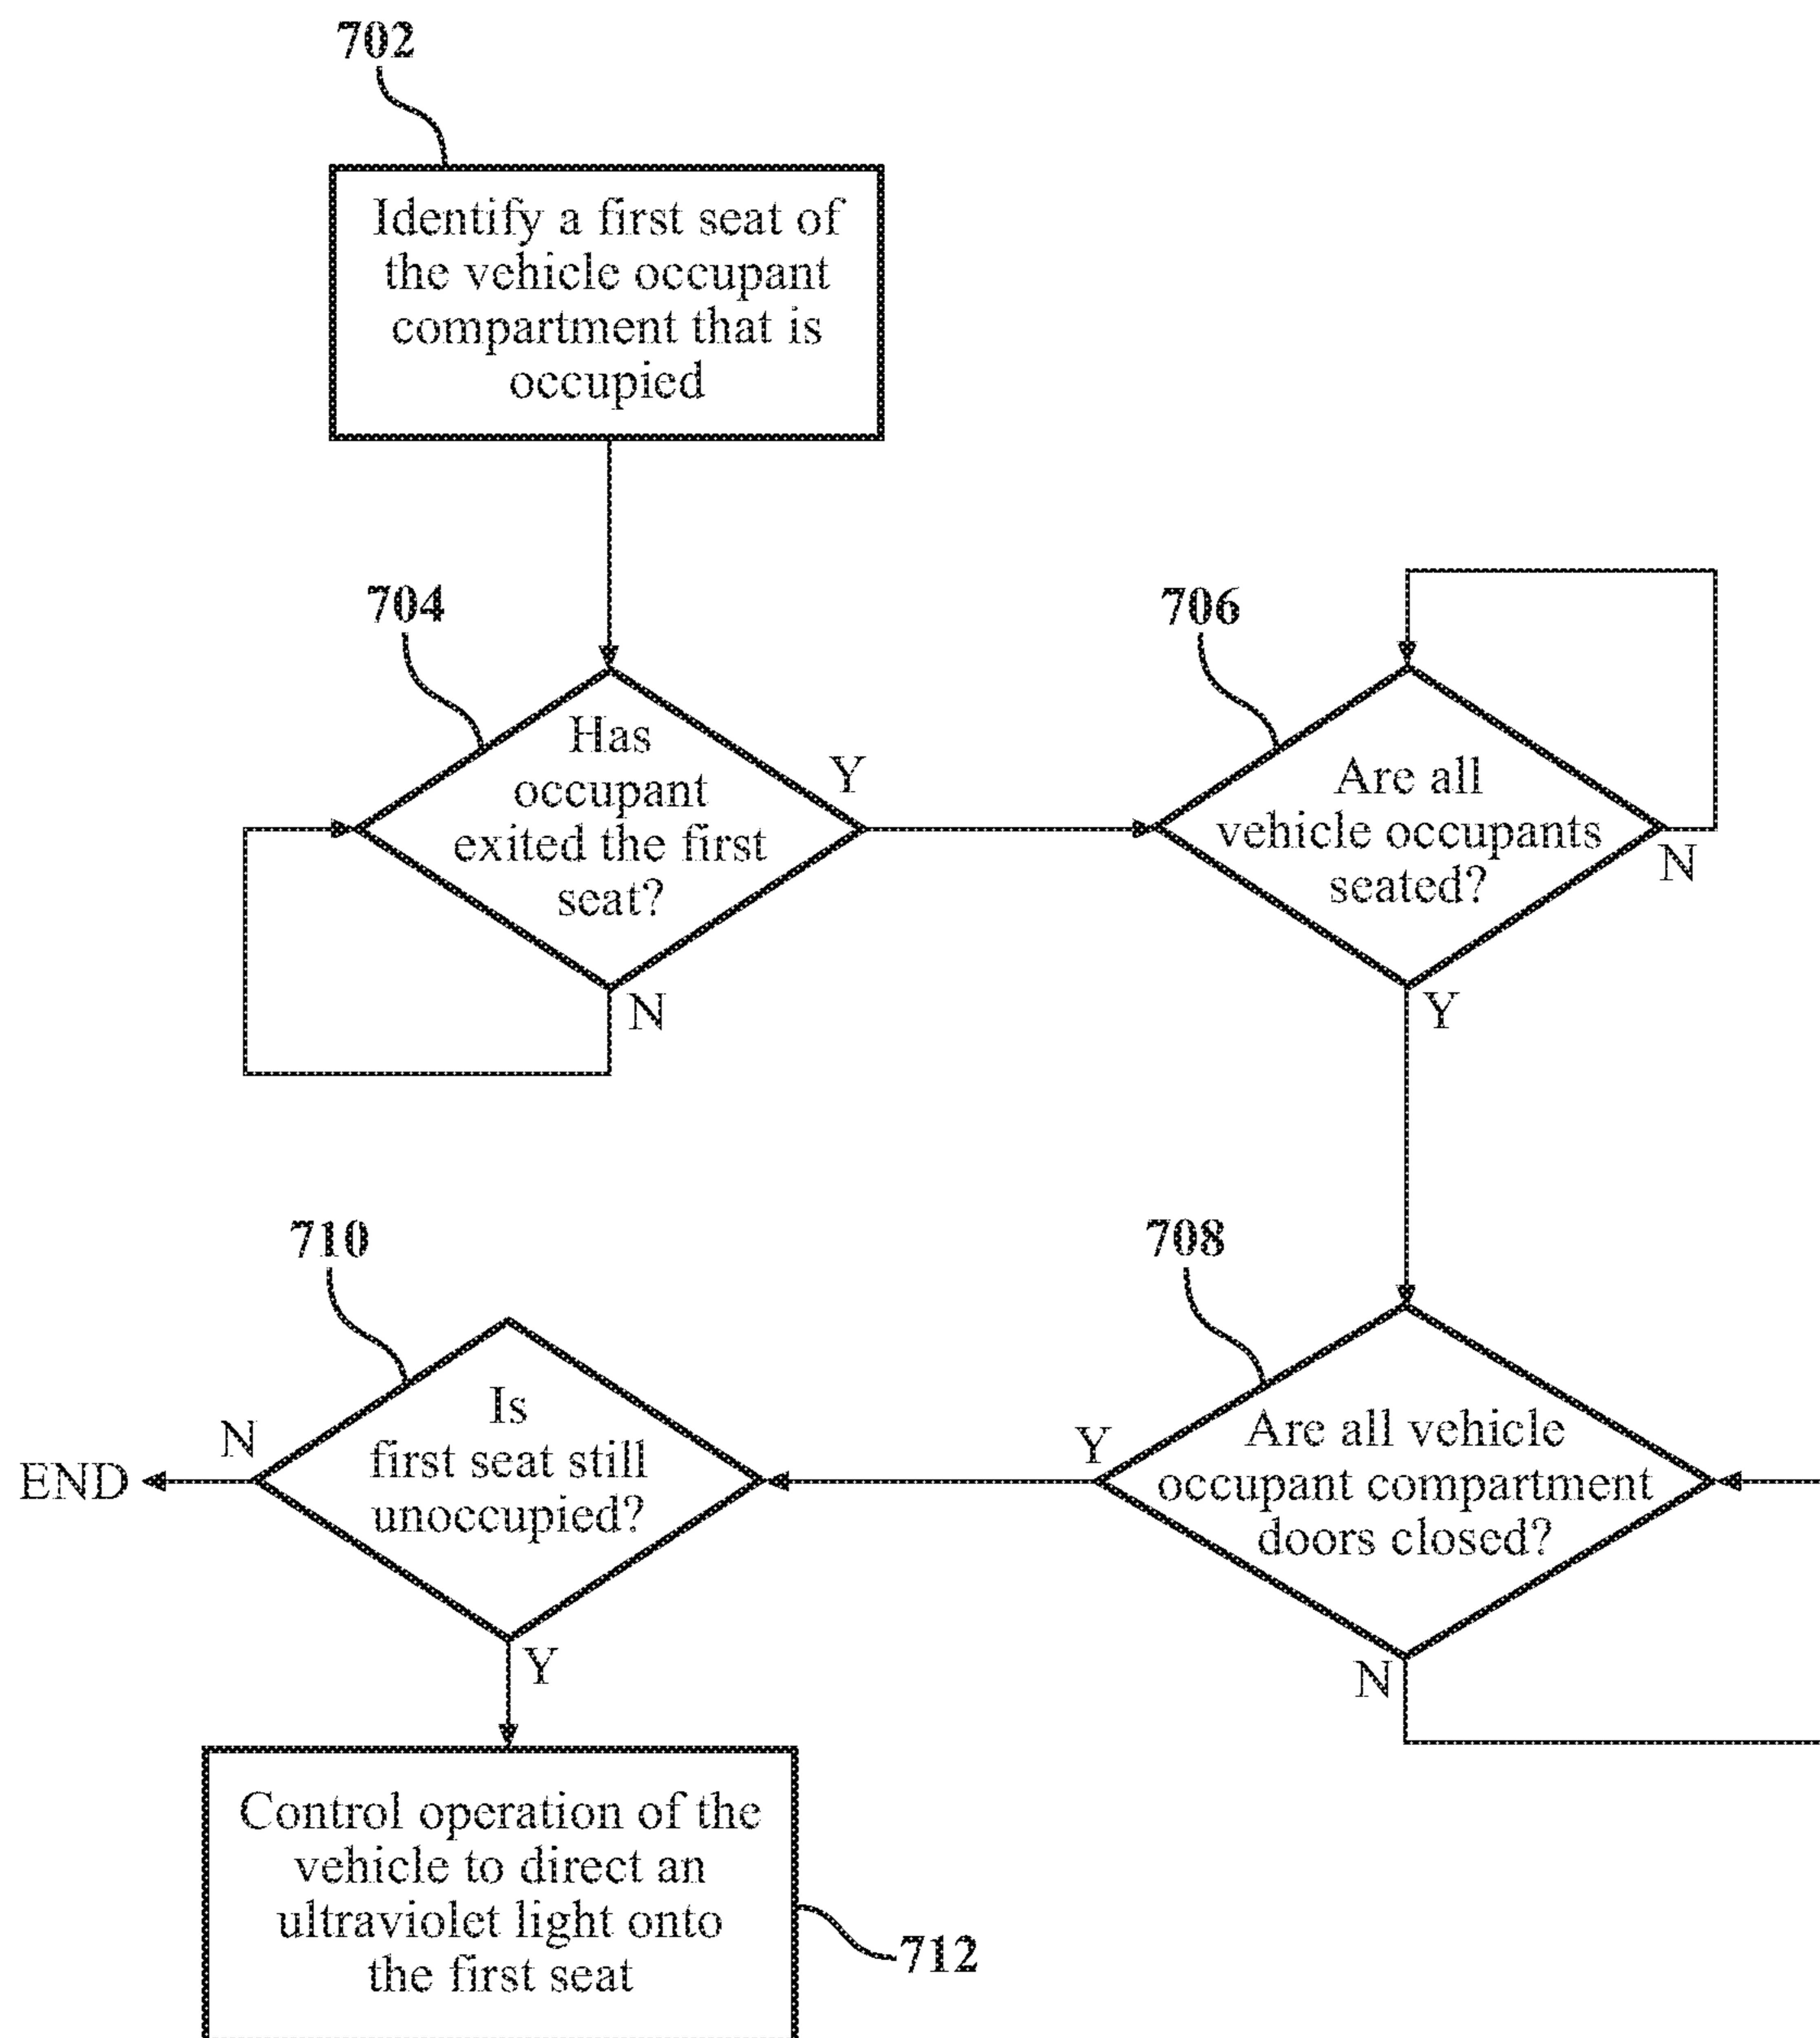 702
Identify a first seat of
the vehicle occupant
compartment that is
occupied
704
Has
occupant
exited the first
seat?
Y
N
706
Are all
vehicle occupants
seated?
N
Y
708
Are all vehicle
occupant compartment
doors closed?
Y
N
710
Is
first seat still
unoccupied?
N
END
Y
Control operation of the
vehicle to direct an
ultraviolet light onto
the first seat
712